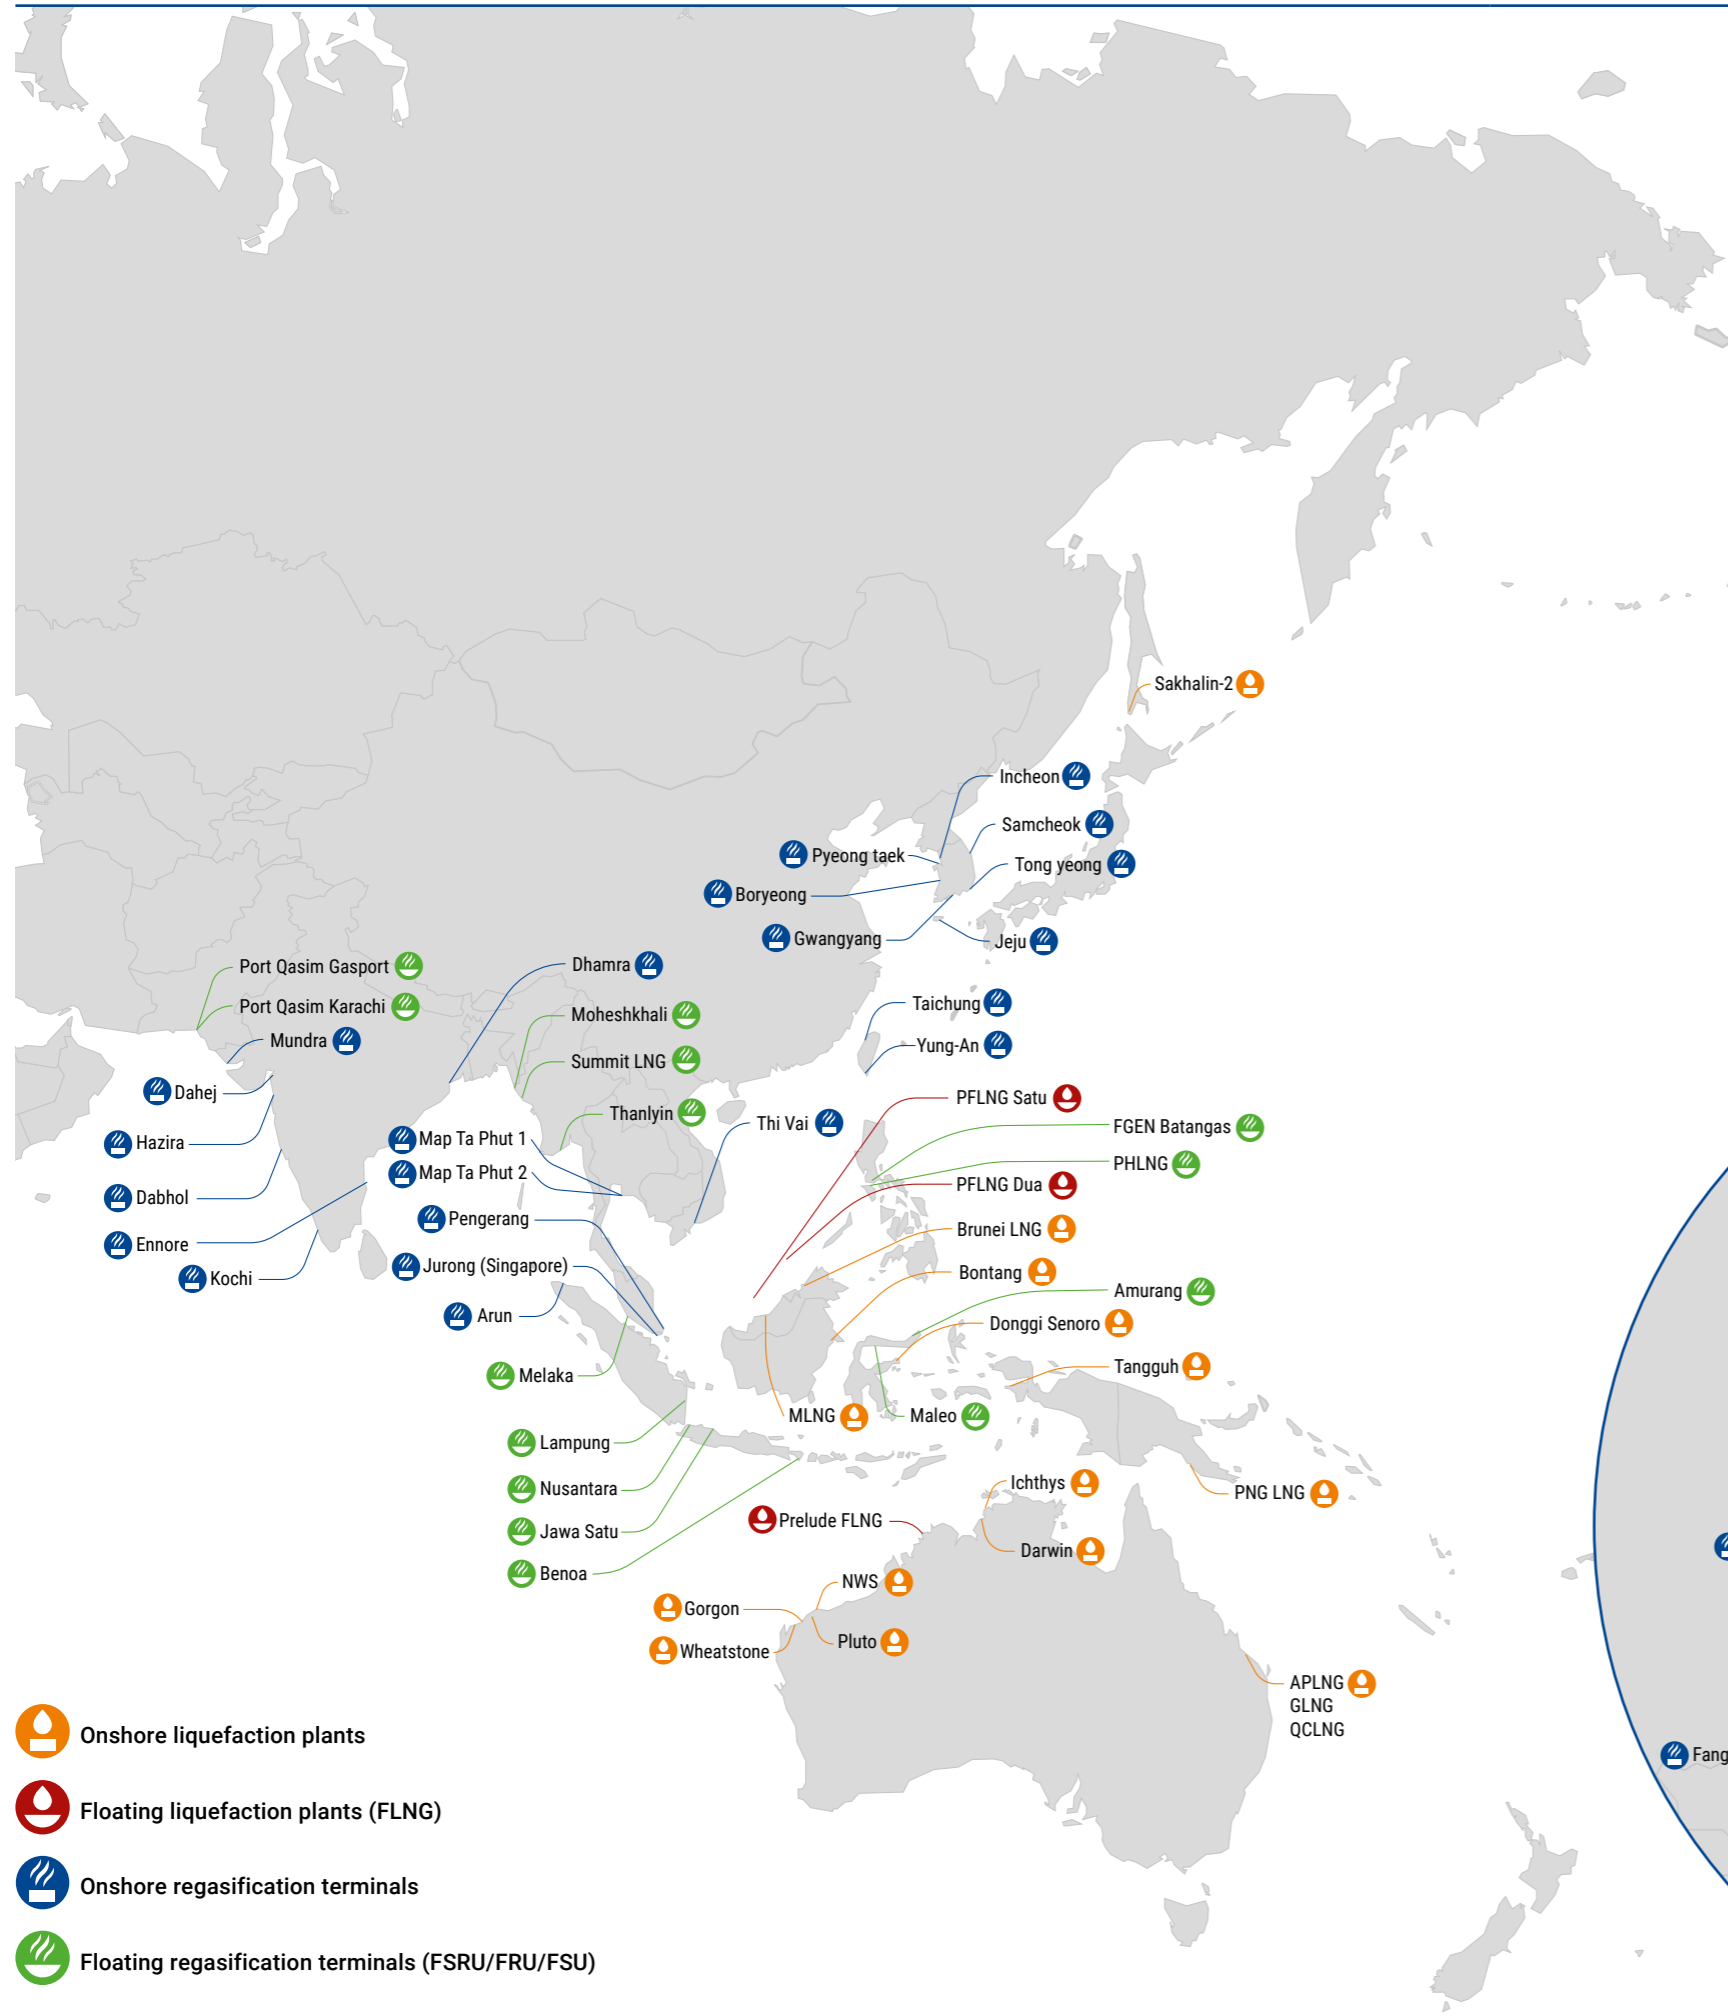 Sakhalin-2
Incheon
Samcheok
Pyeong taek
Tong yeong
Boryeong
Gwangyang
Jeju
Port Qasim Gasport
Dhamra
Port Qasim Karachi
Moheshkhali
Taichung
Mundra
Yung-An
Summit LNG
Dahej
PFLNG Satu
Thanlyin
Thi Vai
FGEN Batangas
Hazira
Map Ta Phut 1
PHLNG
Map Ta Phut 2
PFLNG Dua
Dabhol
Pengerang
Brunei LNG
Ennore
Jurong (Singapore)
Bontang
Kochi
Amurang
Arun
Donggi Senoro
Tangguh
Melaka
MLNG
Maleo
Lampung
Ichthys
Nusantara
PNG LNG
Prelude FLNG
Jawa Satu
Darwin
Benoa
NWS
Gorgon
Pluto
Wheatstone
APLNG
GLNG
QCLNG
Fang
Onshore liquefaction plants
Floating liquefaction plants (FLNG)
Onshore regasification terminals
Floating regasification terminals (FSRU/FRU/FSU)